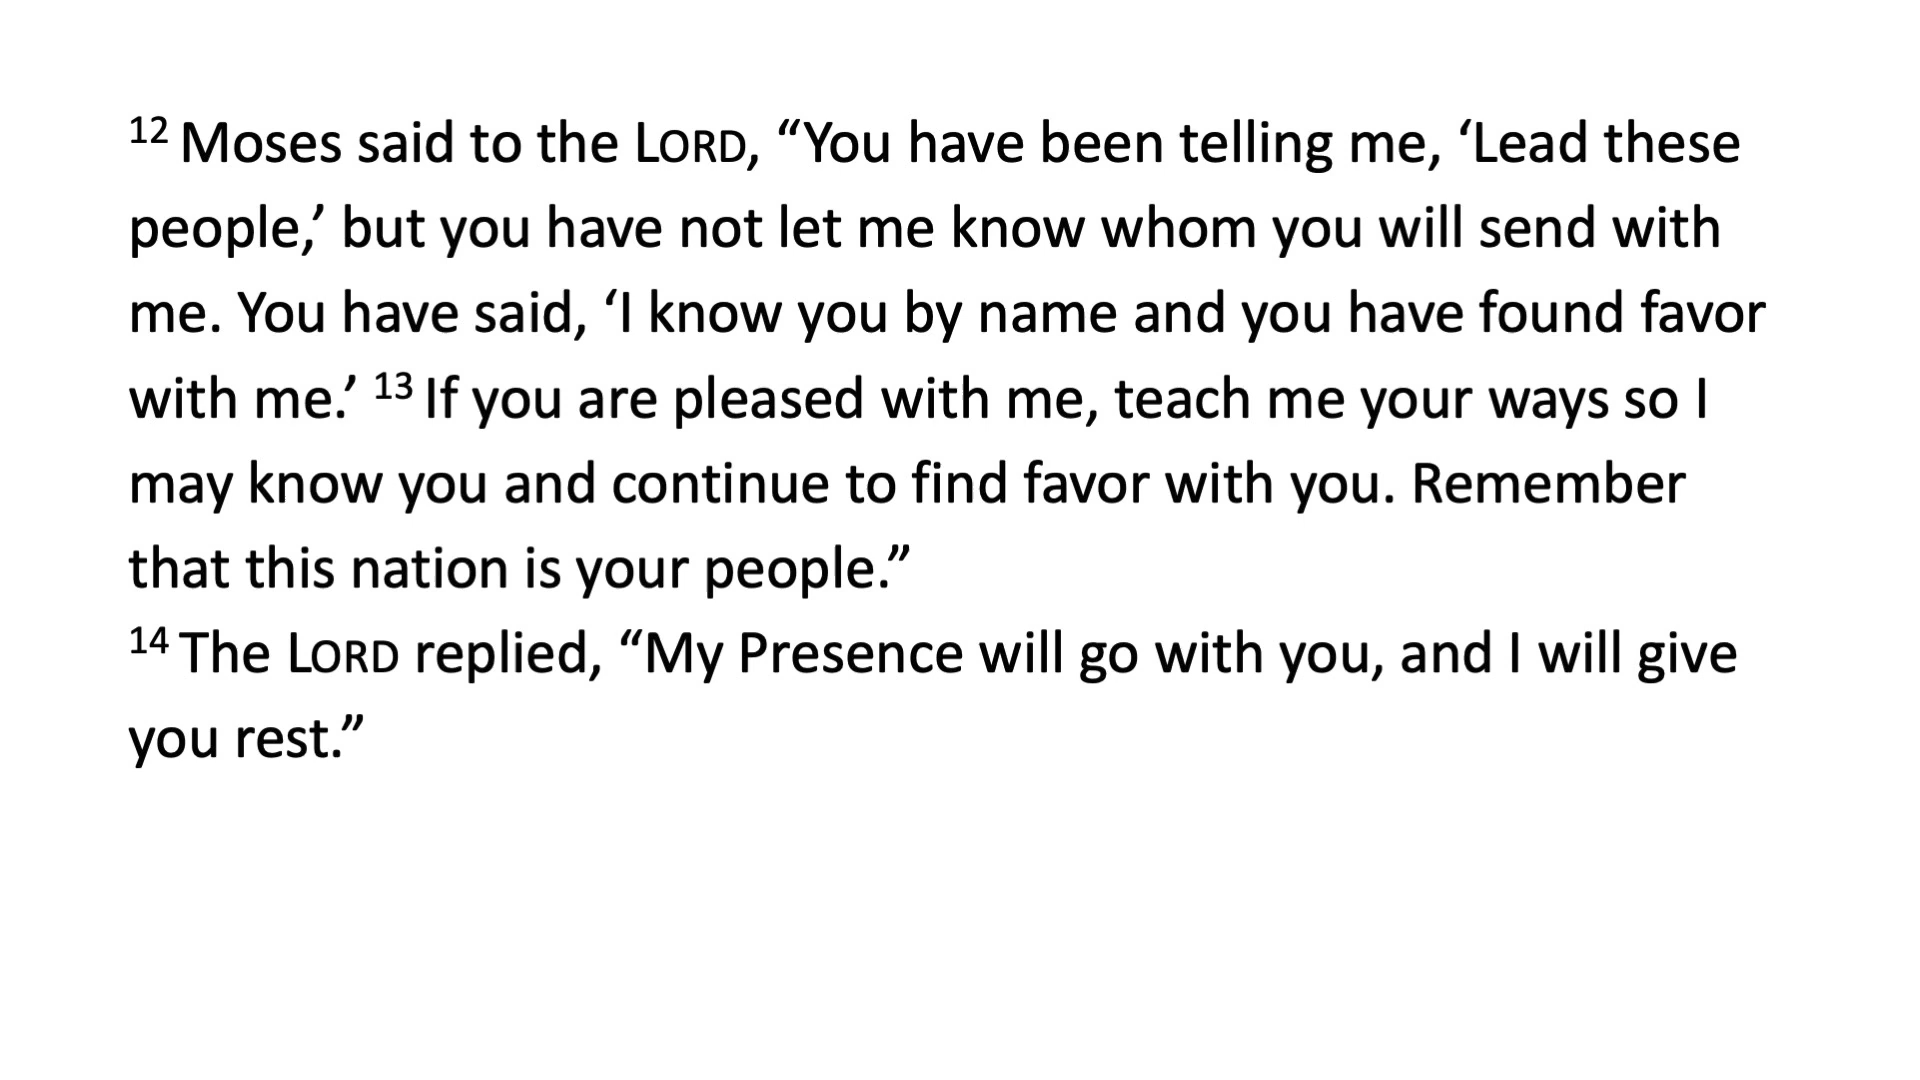 12 Moses said to the LORD, “You have been telling me, ‘Lead these
people,’ but you have not let me know whom you will send with
me. You have said, ‘I know you by name and you have found favor
with me.’ 13 If you are pleased with me, teach me your ways so I
may know you and continue to find favor with you. Remember
that this nation is your people.”
14 The LORD replied, “My Presence will go with you, and I will give
you rest.”